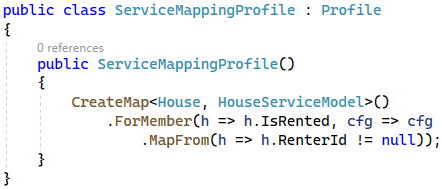 public class ServiceMappingProfile : Profile
{
0 references
public ServiceMappingProfile()
{
CreateMap<House, HouseServiceModel>()
.ForMember(h => h.IsRented, cfg => cfg
.MapFrom(h => h.RenterId != null));
}
}